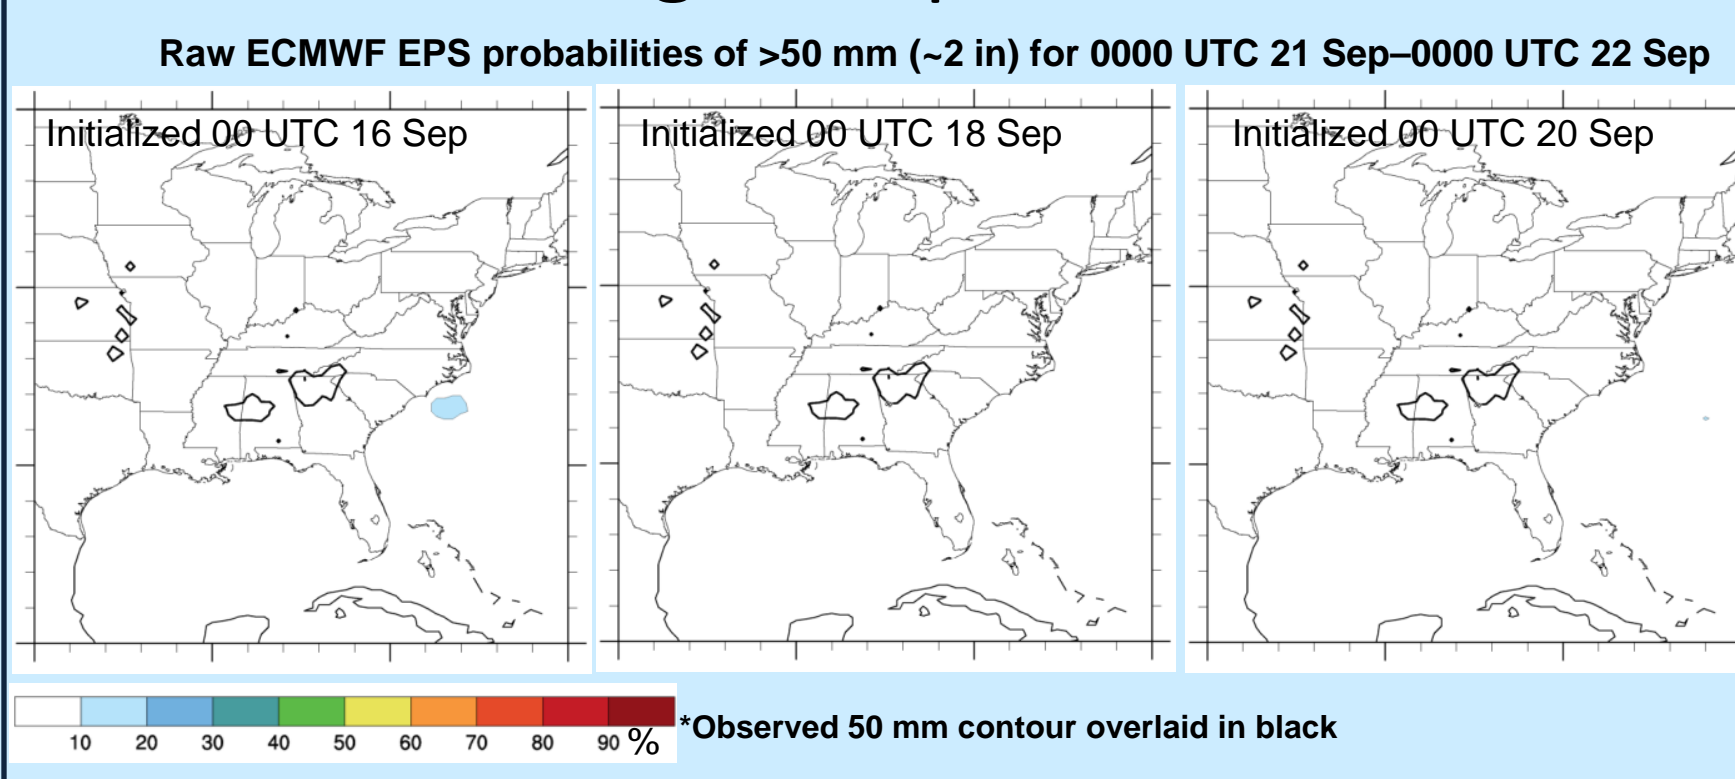 Raw ECMWF EPS probabilities of >50 mm (~2 in) for 0000 UTC 21 Sep–0000 UTC 22 Sep
Initialized 00 UTC 16 Sep
Initialized 00 UTC 18 Sep
Initialized 00 UTC 20 Sep
10 20 30 40 50 60 70 80 90 %
*Observed 50 mm contour overlaid in black